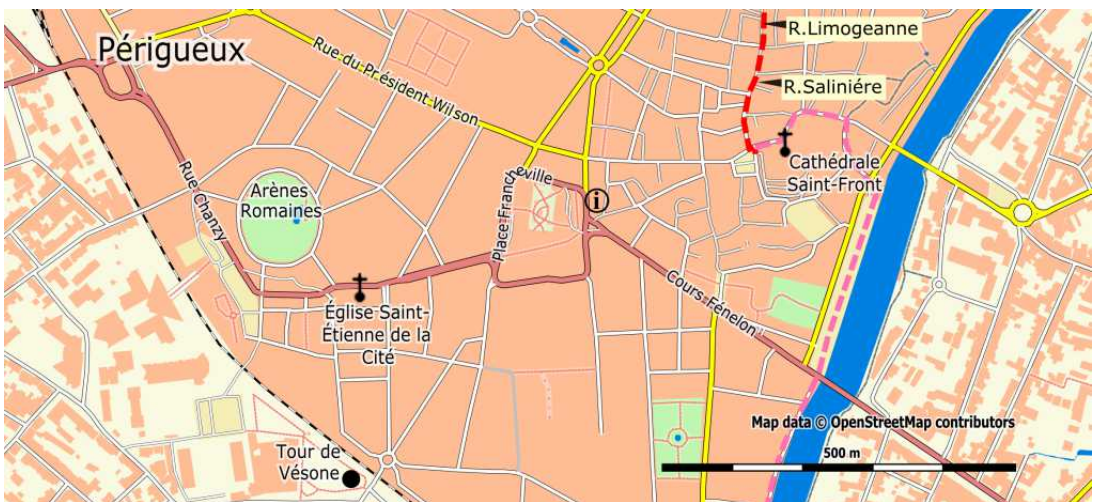 Périgueux
Rue du Président Wilson
R.Limogeanne
R.Saliniére
Cathédrale
Saint-Front
Arènes
Romaines
Rue Chanzy
Place Francheville
i
Église Saint-
Étienne de la
Cité
Cours Fénelon
Tour de
Vésone
Map data © OpenStreetMap contributors
500 m